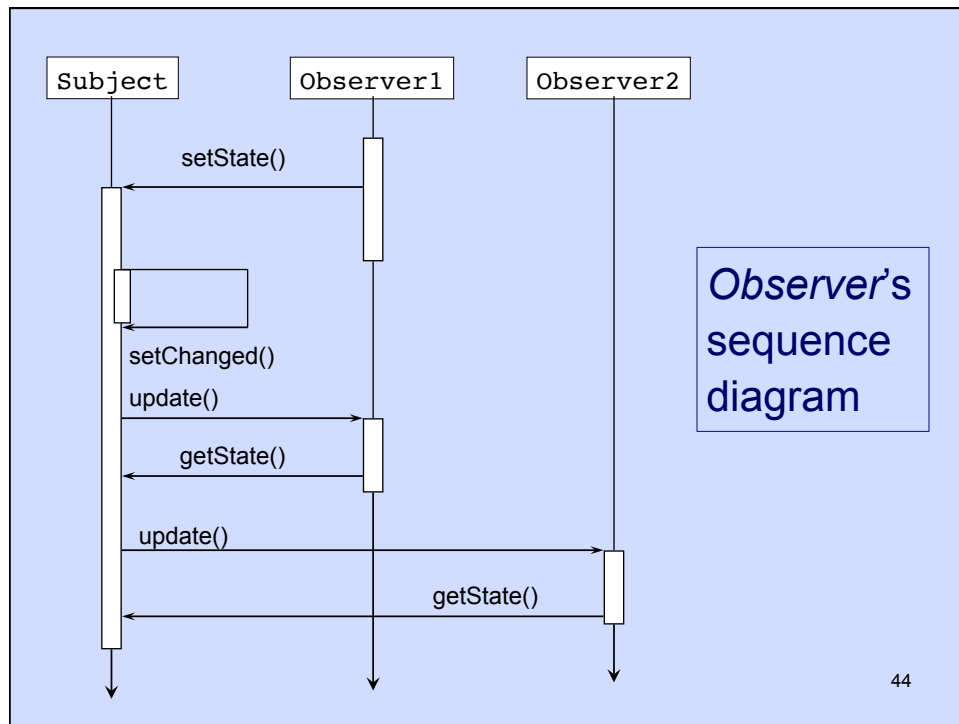 Subject
Observer1
Observer2
setState()
setChanged()
update()
getState()
update()
getState()
Observer's
sequence
diagram
44